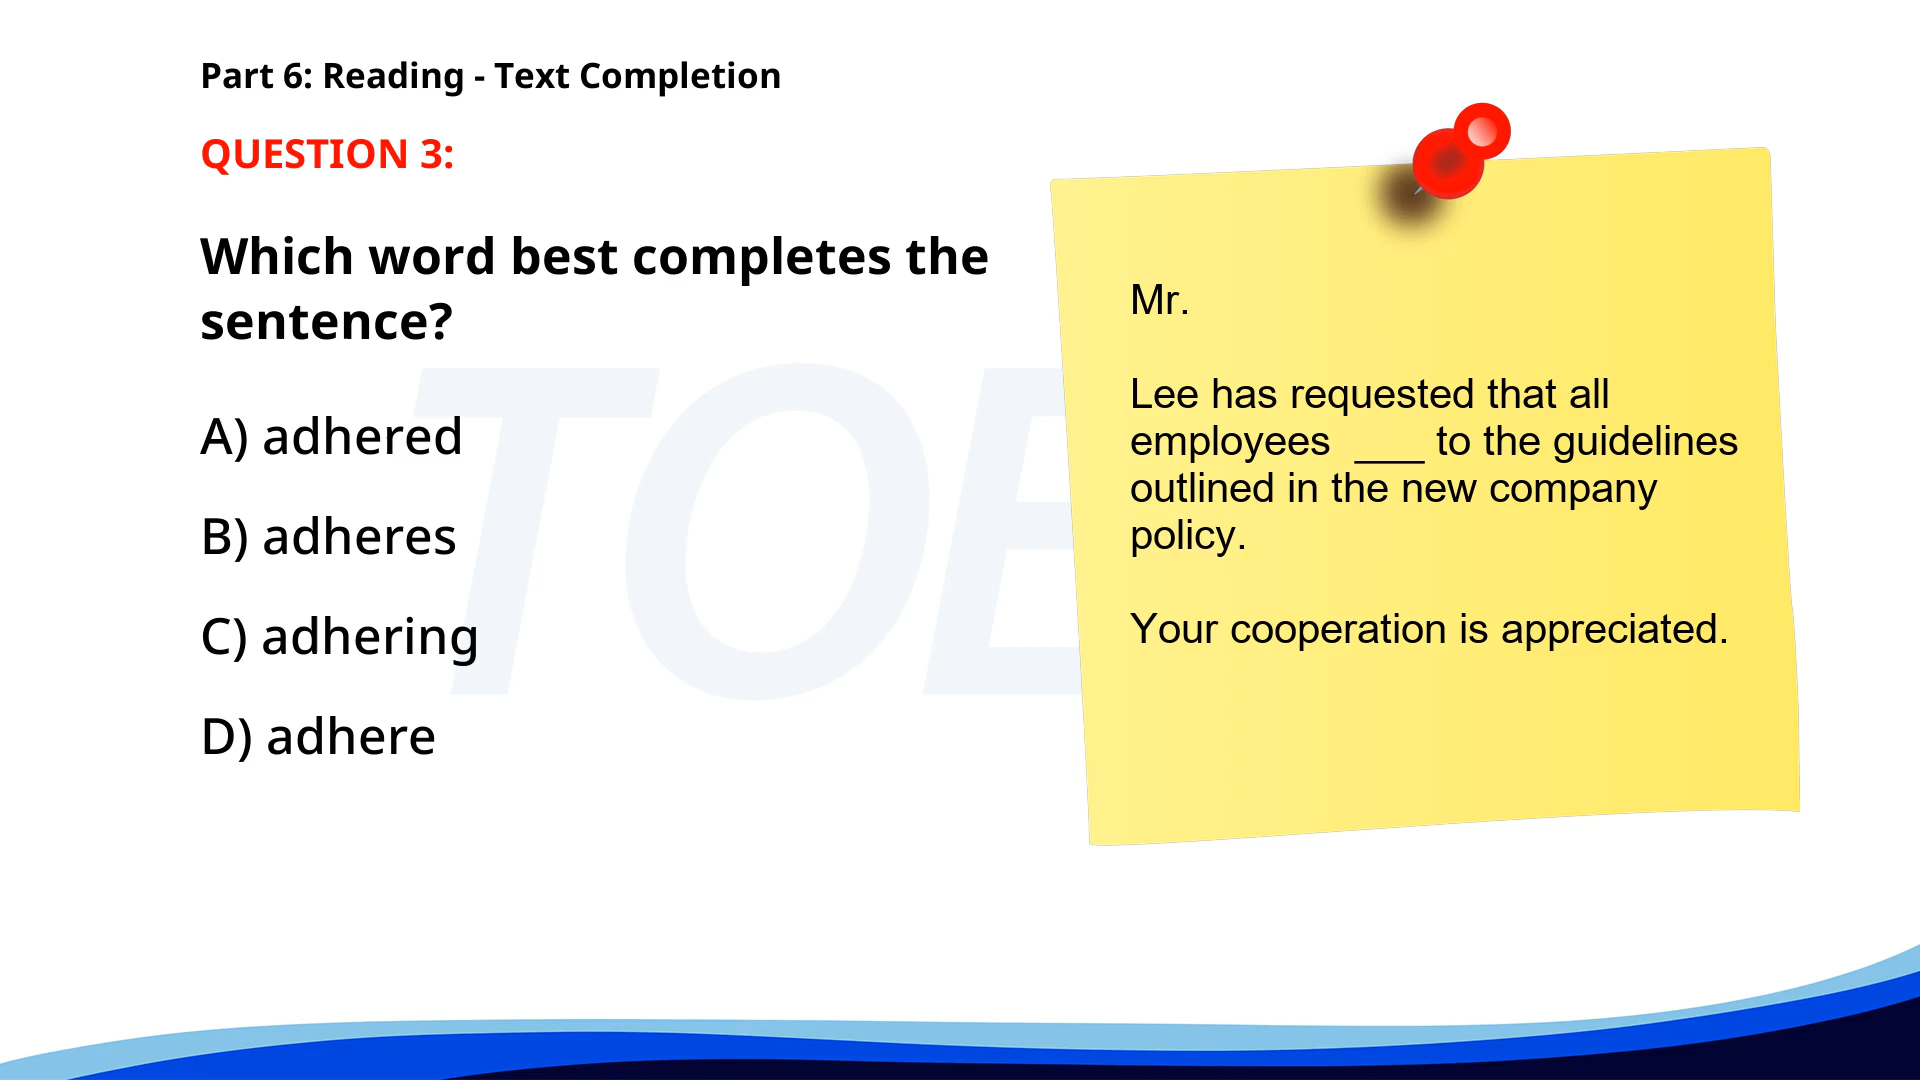 Part 6: Reading - Text Completion
QUESTION 3:
Which word best completes the
sentence?
A) adhered
B) adheres
C) adhering
D) adhere
Mr.
Lee has requested that all
employees ___ to the guidelines
outlined in the new company
policy.
Your cooperation is appreciated.